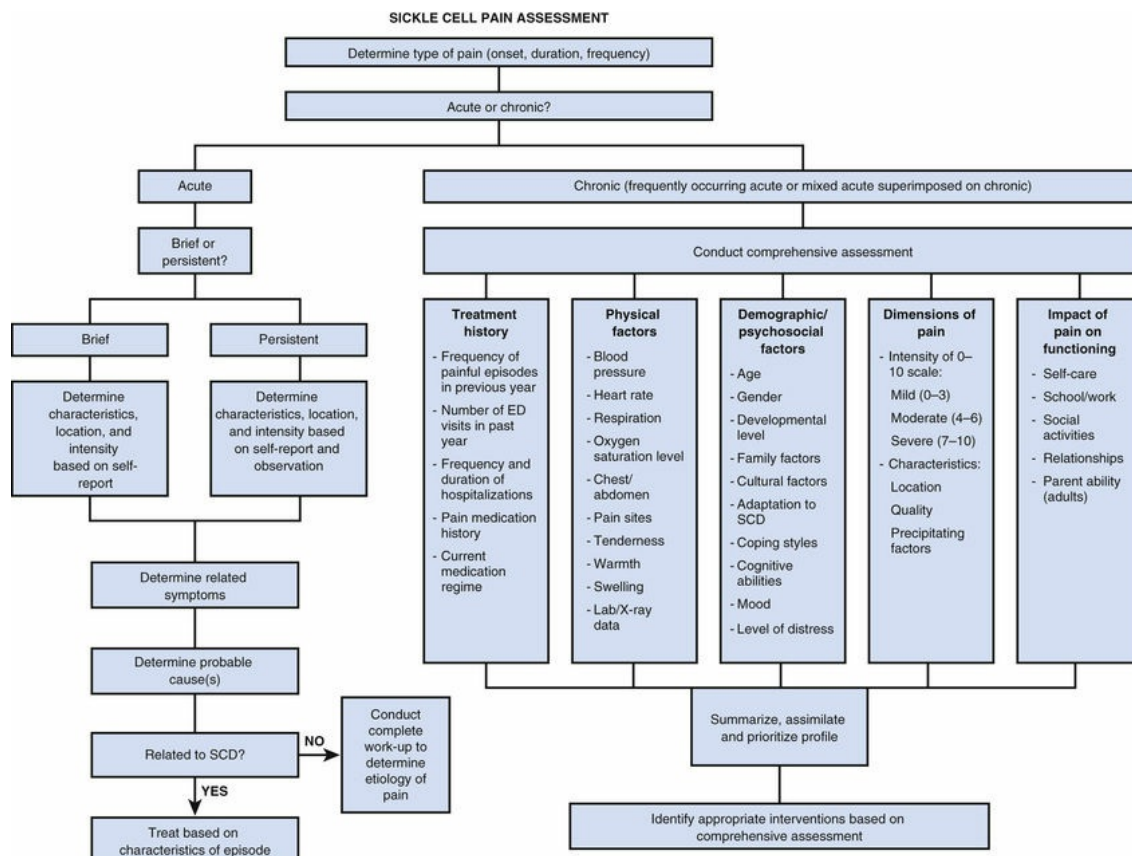 SICKLE CELL PAIN ASSESSMENT
Determine type of pain (onset, duration, frequency)
Acute or chronic?
Acute
Brief or
persistent?
Brief
Persistent
Determine
characteristics,
location, and
intensity
based on self-
report
Determine
characteristics, location,
and intensity based
on self-report and
observation
Determine related
symptoms
Determine probable
cause(s)
Related to SCD?
NO
Conduct
complete
work-up to
determine
etiology of
pain
YES
Treat based on
characteristics of episode
Chronic (frequently occurring acute or mixed acute superimposed on chronic)
Conduct comprehensive assessment
Treatment
history
- Frequency of
painful episodes
in previous year
- Number of ED
visits in past
year
- Frequency and
duration of
hospitalizations
- Pain medication
history
- Current
medication
regime
Physical
factors
- Blood
pressure
- Heart rate
- Respiration
- Oxygen
saturation level
- Chest/
abdomen
- Pain sites
- Tenderness
- Warmth
- Swelling
- Lab/X-ray
data
Demographic/
psychosocial
factors
- Age
- Gender
- Developmental
level
- Family factors
- Cultural factors
- Adaptation to
SCD
- Coping styles
- Cognitive
abilities
- Mood
- Level of distress
Dimensions of
pain
- Intensity of 0–
10 scale:
Mild (0–3)
Moderate (4–6)
Severe (7–10)
- Characteristics:
Location
Quality
Precipitating
factors
Impact of
pain on
functioning
- Self-care
- School/work
- Social
activities
- Relationships
- Parent ability
(adults)
Summarize, assimilate
and prioritize profile
Identify appropriate interventions based on
comprehensive assessment